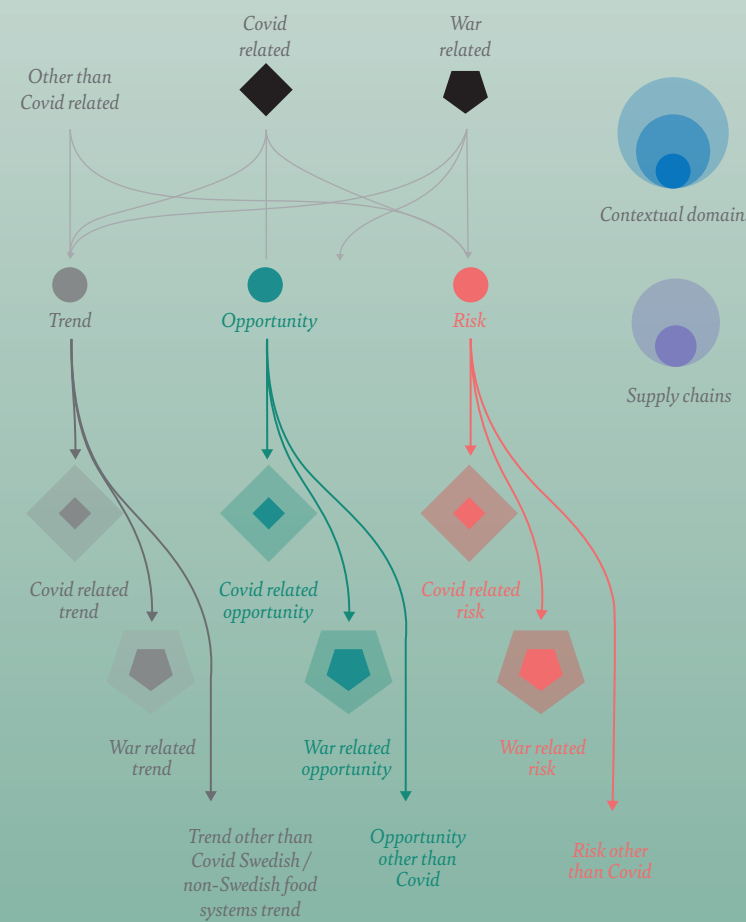 Covid
related
War
related
Other than
Covid related
Contextual domain
Trend
Opportunity
Risk
Supply chains
Covid related
trend
Covid related
opportunity
Covid related
risk
War related
trend
War related
opportunity
War related
risk
Trend other than
Covid Swedish /
non-Swedish food
systems trend
Opportunity
other than
Covid
Risk other
than Covid